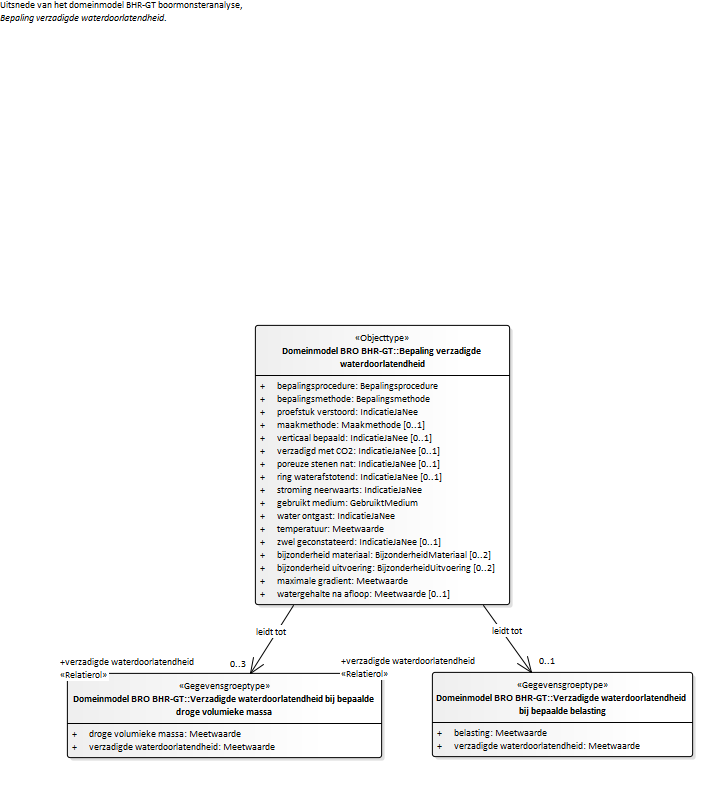 Uitsnede van het domeinmodel BHR-GT boormonsteranalyse,
Bepaling verzadigde waterdoorlatendheid.
«Objecttype»
Domeinmodel BRO BHR-GT::Bepaling verzadigde
waterdoorlatendheid
+ bepalingsprocedure: Bepalingsprocedure
+ bepalingsmethode: Bepalingsmethode
+ proefstuk verstoord: IndicatieJaNee
+ maakmethode: Maakmethode [0..1]
+ verticaal bepaald: IndicatieJaNee [0..1]
+ verzadigd met CO2: IndicatieJaNee [0..1]
+ poreuze stenen nat: IndicatieJaNee [0..1]
+ ring waterafstotend: IndicatieJaNee [0..1]
+ stroming neerwaarts: IndicatieJaNee
+ gebruikt medium: GebruiktMedium
+ water ontgast: IndicatieJaNee
+ temperatuur: Meetwaarde
+ zwel geconstateerd: IndicatieJaNee [0..1]
+ bijzonderheid materiaal: BijzonderheidMateriaal [0..2]
+ bijzonderheid uitvoering: BijzonderheidUitvoering [0..2]
+ maximale gradient: Meetwaarde
+ watergehalte na afloop: Meetwaarde [0..1]
leidt tot
leidt tot
+verzadigde waterdoorlatendheid
0..3
«Relatierol»
+verzadigde waterdoorlatendheid
0..1
«Relatierol»
«Gegevensgroeptype»
Domeinmodel BRO BHR-GT::Verzadigde waterdoorlatendheid bij bepaalde
droge volumieke massa
+ droge volumieke massa: Meetwaarde
+ verzadigde waterdoorlatendheid: Meetwaarde
«Gegevensgroeptype»
Domeinmodel BRO BHR-GT::Verzadigde waterdoorlatendheid
bij bepaalde belasting
+ belasting: Meetwaarde
+ verzadigde waterdoorlatendheid: Meetwaarde